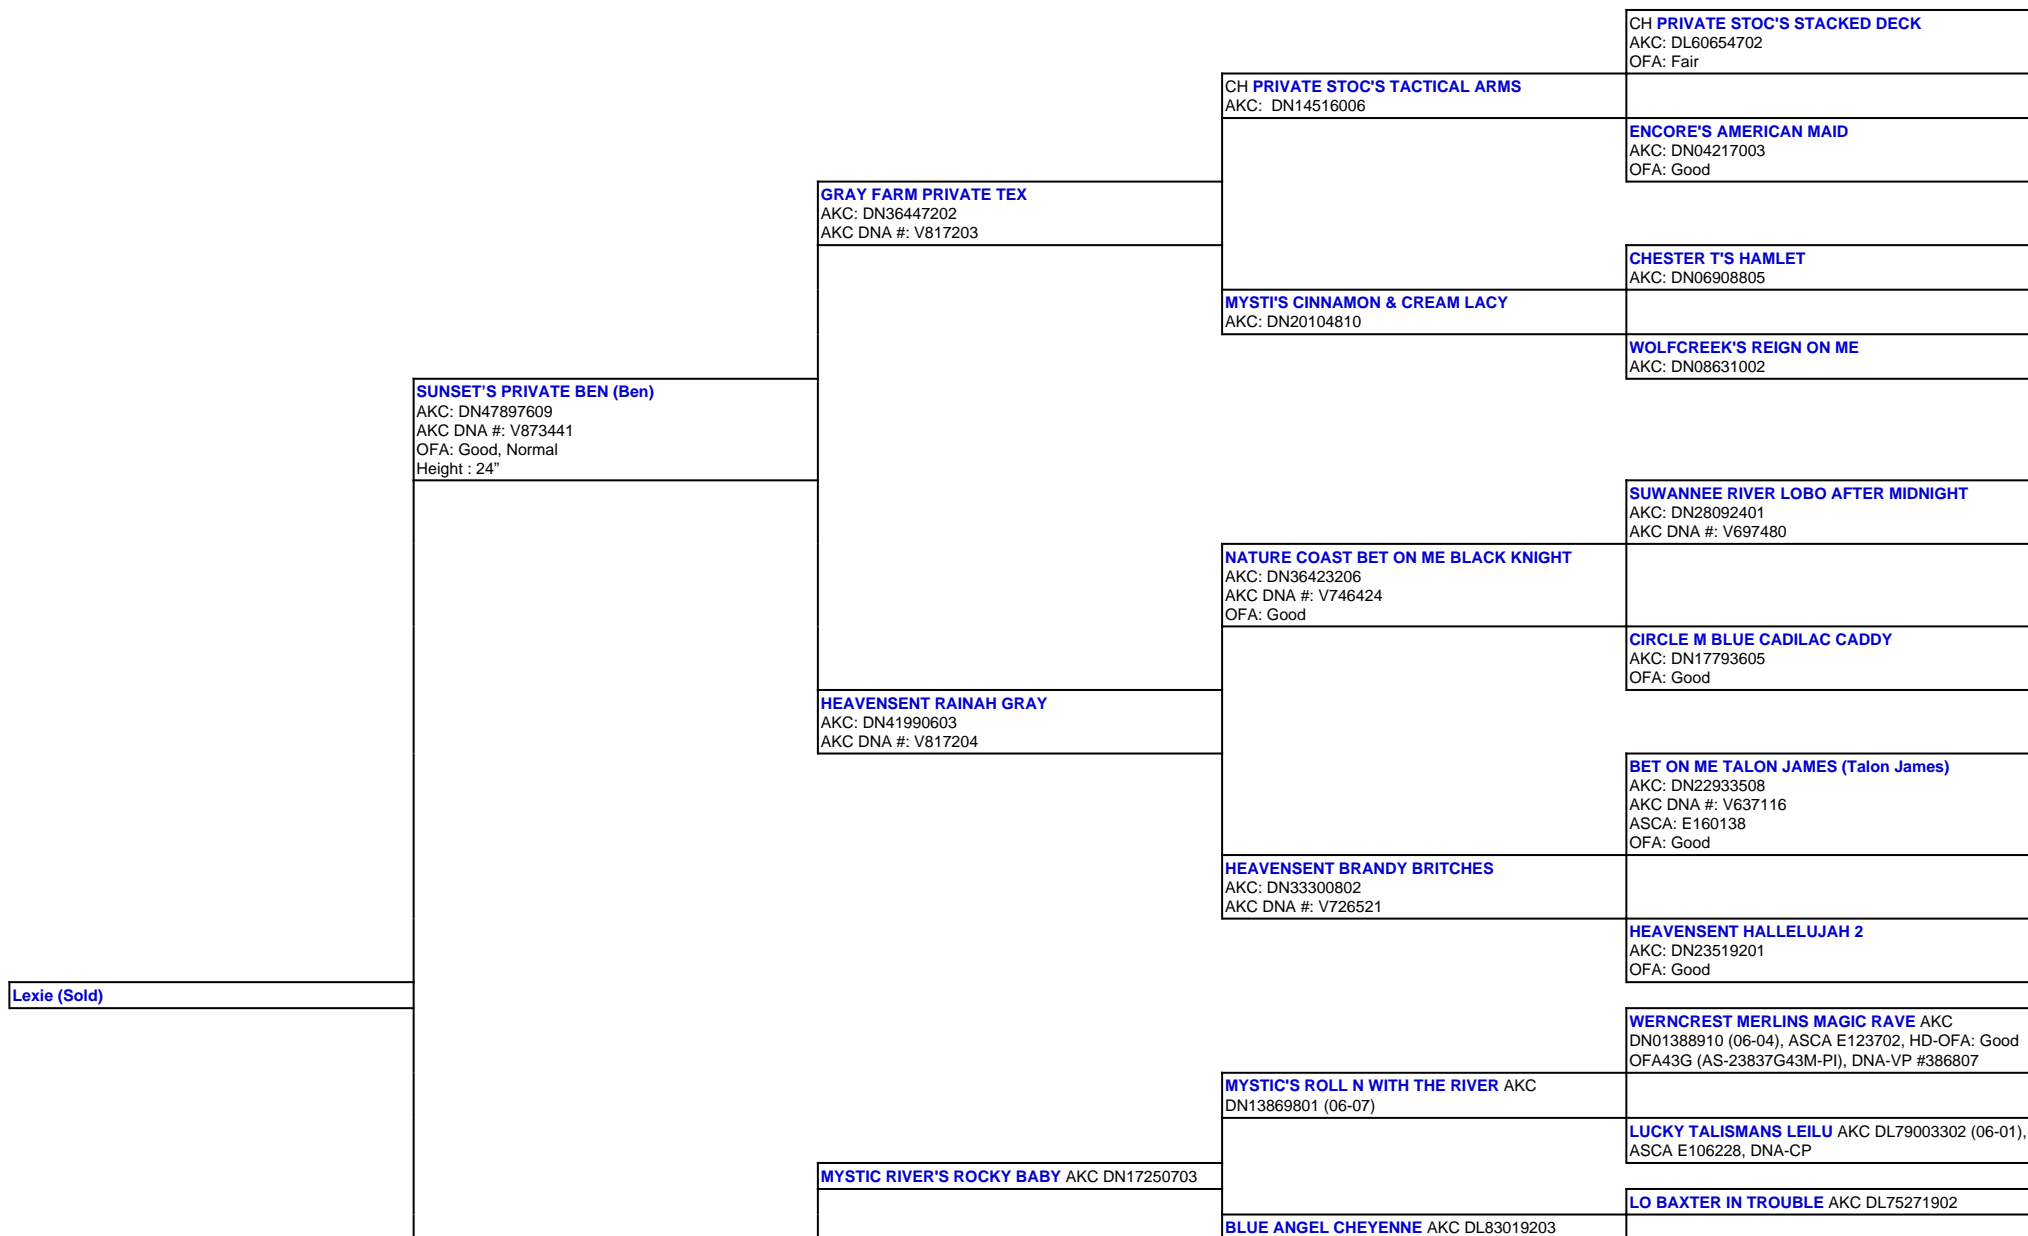 CH PRIVATE STOC'S STACKED DECK
AKC: DL60654702
OFA: Fair
CH PRIVATE STOC'S TACTICAL ARMS
AKC:  DN14516006
ENCORE'S AMERICAN MAID
AKC: DN04217003
OFA: Good
GRAY FARM PRIVATE TEX
AKC: DN36447202
AKC DNA #: V817203
CHESTER T'S HAMLET
AKC: DN06908805
MYSTI'S CINNAMON & CREAM LACY
AKC: DN20104810
WOLFCREEK'S REIGN ON ME
AKC: DN08631002
SUNSET’S PRIVATE BEN (Ben)
AKC: DN47897609
AKC DNA #: V873441
OFA: Good, Normal
Height : 24”
SUWANNEE RIVER LOBO AFTER MIDNIGHT
AKC: DN28092401
AKC DNA #: V697480
NATURE COAST BET ON ME BLACK KNIGHT
AKC: DN36423206
AKC DNA #: V746424
OFA: Good
CIRCLE M BLUE CADILAC CADDY
AKC: DN17793605
OFA: Good
HEAVENSENT RAINAH GRAY
AKC: DN41990603
AKC DNA #: V817204
BET ON ME TALON JAMES (Talon James)
AKC: DN22933508
AKC DNA #: V637116
ASCA: E160138
OFA: Good
HEAVENSENT BRANDY BRITCHES
AKC: DN33300802
AKC DNA #: V726521
HEAVENSENT HALLELUJAH 2
AKC: DN23519201
OFA: Good
Lexie (Sold)
WERNCREST MERLINS MAGIC RAVE AKC
DN01388910 (06-04), ASCA E123702, HD-OFA: Good
OFA43G (AS-23837G43M-PI), DNA-VP #386807
MYSTIC'S ROLL N WITH THE RIVER AKC
DN13869801 (06-07)
LUCKY TALISMANS LEILU AKC DL79003302 (06-01),
ASCA E106228, DNA-CP
MYSTIC RIVER'S ROCKY BABY AKC DN17250703
LO BAXTER IN TROUBLE AKC DL75271902
BLUE ANGEL CHEYENNE AKC DL83019203